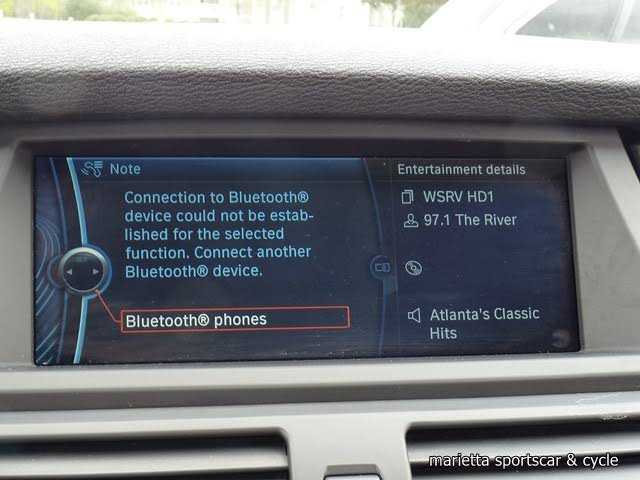 Note
Connection to Bluetooth®
device could not be estab-
lished for the selected
function. Connect another
Bluetooth® device.
Bluetooth® phones
Entertainment details
WSRV HD1
97.1 The River
Atlanta's Classic
Hits
marietta sportscar & cycle